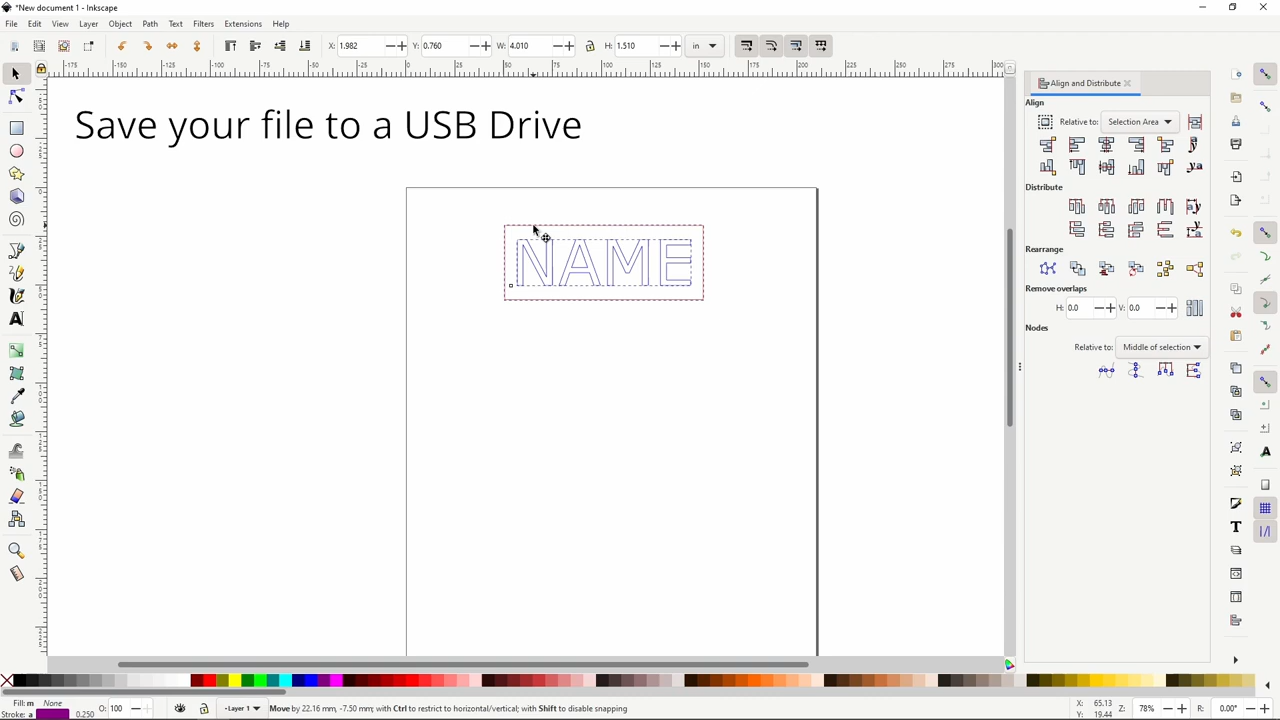 *New document 1 - Inkscape
File Edit View Layer Object Path Text Filters Extensions Help
X: 1.982 Y: 0.760 W: 4.010 H: 1.510 in
Save your file to a USB Drive
NAME
Align and Distribute
Align
Relative to: Selection Area
Distribute
Rearrange
Remove overlaps
H: 0.0 V: 0.0
Nodes
Relative to: Middle of selection
Fill: m None
Stroke: a 0.250
O: 100
Layer 1
Move by 22.16 mm, -7.50 mm; with Ctrl to restrict to horizontal/vertical; with Shift to disable snapping
X: 65.13
Y: 19.44
Z: 78%
R: 0.00°